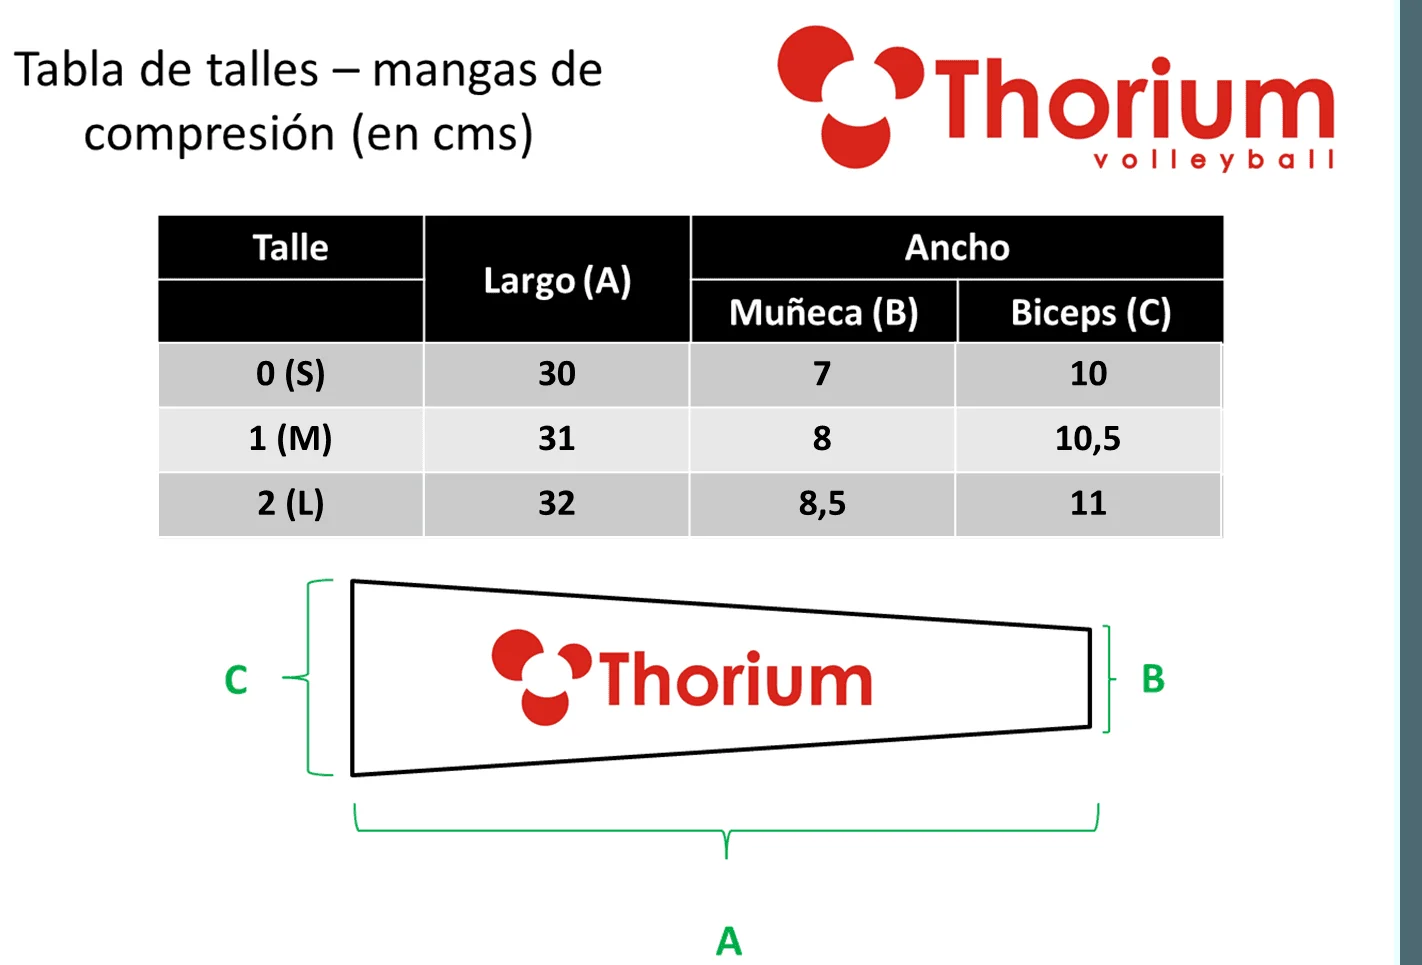 Tabla de talles – mangas de
compresión (en cms)
Thorium
volleyball
Talle
Largo (A)
Ancho
Muñeca (B)
Biceps (C)
0 (S) 30 7 10
1 (M) 31 8 10,5
2 (L) 32 8,5 11
C
Thorium
B
A